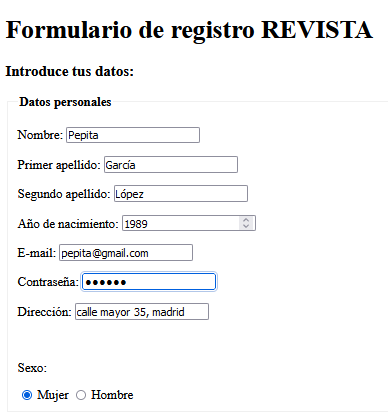 Formulario de registro REVISTA
Introduce tus datos:
Datos personales
Nombre: Pepita
Primer apellido: García
Segundo apellido: López
Año de nacimiento: 1989
E-mail: pepita@gmail.com
Contraseña: ●●●●●●
Dirección: calle mayor 35, madrid
Sexo:
Mujer Hombre